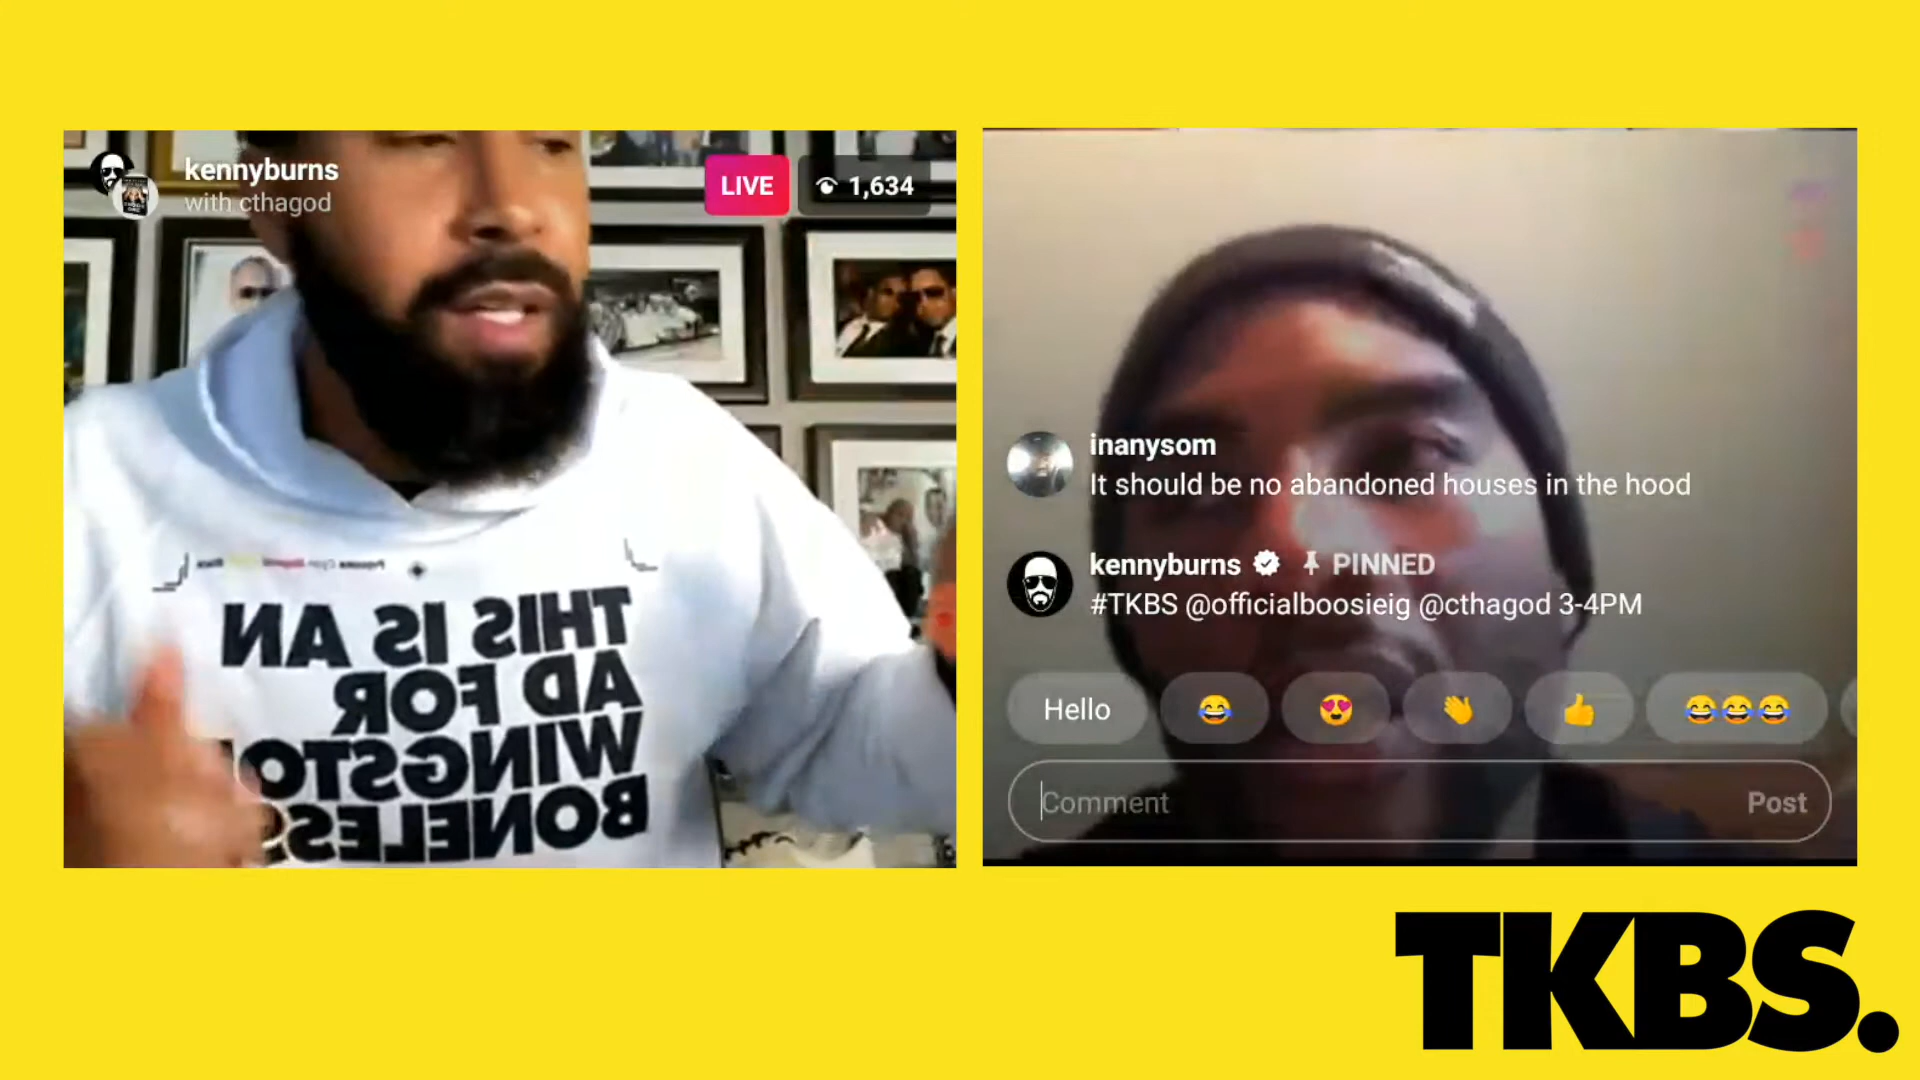 kennyburns
with cthagod
LIVE
1,634
THIS IS AN
AD FOR
WINGSTO
BONELES
inanysom
It should be no abandoned houses in the hood
kennyburns PINNED
#TKBS @officialboosieig @cthagod 3-4PM
Hello
Comment
Post
TKBS.